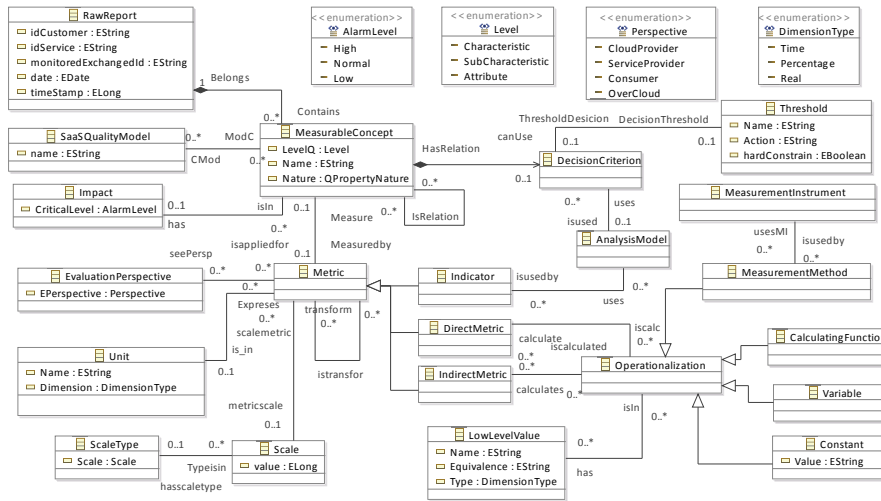 RawReport
idCustomer : EString
idService : EString
monitoredExchangedId : EString
date : EDate
timeStamp : ELong
<<enumeration>>
AlarmLevel
High
Normal
Low
<<enumeration>>
Level
Characteristic
SubCharacteristic
Attribute
<<enumeration>>
Perspective
CloudProvider
ServiceProvider
Consumer
OverCloud
<<enumeration>>
DimensionType
Time
Percentage
Real
1
Belongs
0..*
Contains
SaaSQualityModel
name : EString
0..*
ModC
CMod
0..*
MeasurableConcept
LevelQ : Level
Name : EString
Nature : QPropertyNature
HasRelation
canUse
0..1
0..*
0..*
IsRelation
ThresholdDesicion
DecisionThreshold
0..1
0..1
Threshold
Name : EString
Action : EString
hardConstrain : EBoolean
DecisionCriterion
0..*
uses
isused
0..1
AnalysisModel
MeasurementInstrument
usesMI
0..*
isusedby
0..*
MeasurementMethod
Impact
CriticalLevel : AlarmLevel
0..1
has
isIn
0..*
0..1
Measure
isappliedfor
0..*
Measuredby
seePersp
0..*
0..*
EvaluationPerspective
EPerspective : Perspective
Metric
0..*
Expreses
0..*
scalemetric
transform
0..*
0..*
istransfor
Indicator
isusedby
0..*
uses
0..*
DirectMetric
calculate
0..*
iscalculated
iscalc
0..*
IndirectMetric
0..*
calculates
0..*
Operationalization
CalculatingFunctio
Variable
Constant
Value : EString
Unit
Name : EString
Dimension : DimensionType
is_in
0..1
metricscale
0..1
ScaleType
Scale : Scale
0..1
0..*
Typeisin
hasscaletype
Scale
value : ELong
LowLevelValue
Name : EString
Equivalence : EString
Type : DimensionType
isIn
0..*
0..*
has